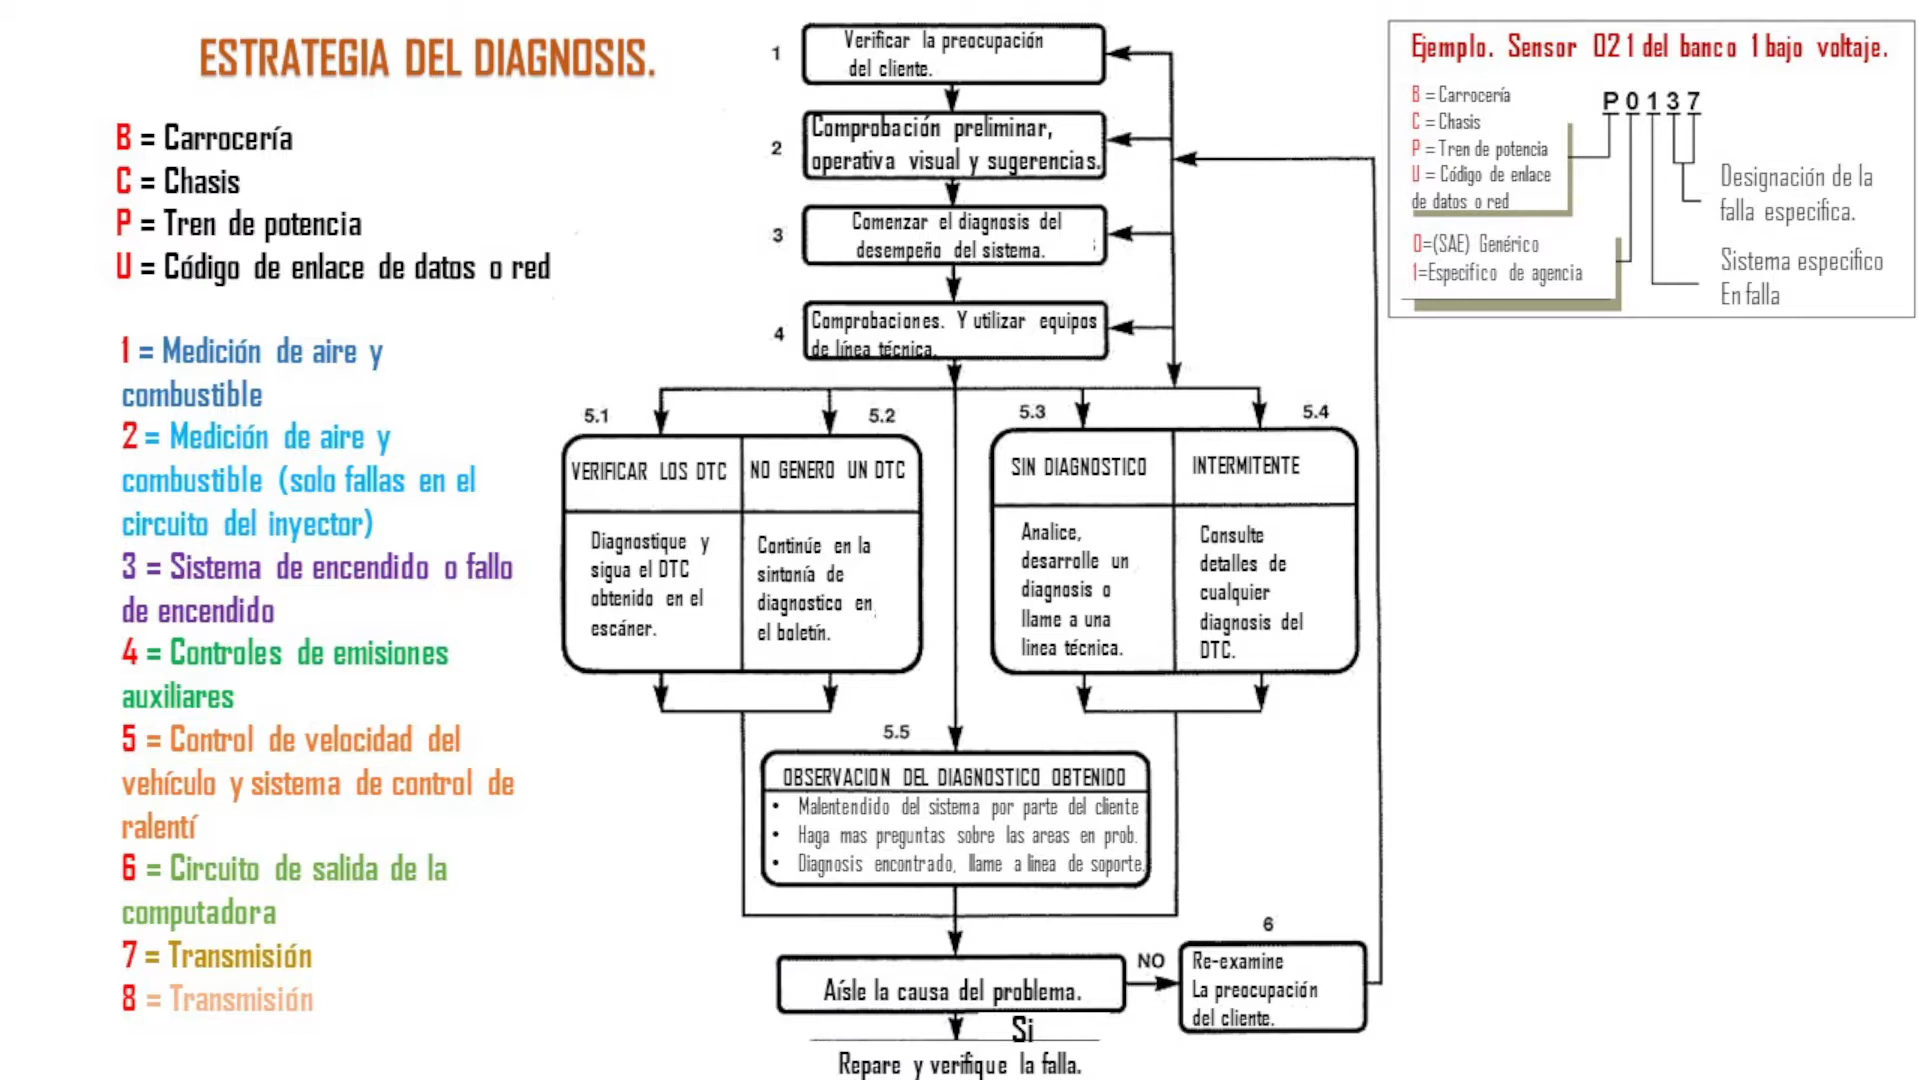 ESTRATEGIA DEL DIAGNOSIS.
B = Carrocería
C = Chasis
P = Tren de potencia
U = Código de enlace de datos o red
1 = Medición de aire y
combustible
2 = Medición de aire y
combustible (solo fallas en el
circuito del inyector)
3 = Sistema de encendido o fallo
de encendido
4 = Controles de emisiones
auxiliares
5 = Control de velocidad del
vehículo y sistema de control de
ralentí
6 = Circuito de salida de la
computadora
7 = Transmisión
8 = Transmisión
1
Verificar la preocupación
del cliente.
2
Comprobación preliminar,
operativa visual y sugerencias.
3
Comenzar el diagnosis del
desempeño del sistema.
4
Comprobaciones. Y utilizar equipos
de línea técnica.
5.1
VERIFICAR LOS DTC
Diagnostique y
sigua el DTC
obtenido en el
escáner.
5.2
NO GENERO UN DTC
Continúe en la
sintonía de
diagnostico en
el boletín.
5.3
SIN DIAGNOSTICO
Analice,
desarrolle un
diagnosis o
llame a una
linea técnica.
5.4
INTERMITENTE
Consulte
detalles de
cualquier
diagnosis del
DTC.
5.5
OBSERVACION DEL DIAGNOSTICO OBTENIDO
• Malentendido del sistema por parte del cliente
• Haga mas preguntas sobre las areas en prob.
• Diagnosis encontrado, llame a linea de soporte.
Aísle la causa del problema.
NO
6
Re-examine
La preocupación
del cliente.
Si
Repare y verifique la falla.
Ejemplo. Sensor 021 del banco 1 bajo voltaje.
B = Carrocería
C = Chasis
P = Tren de potencia
U = Código de enlace
de datos o red
0=(SAE) Genérico
1=Especifico de agencia
P0137
Designación de la
falla especifica.
Sistema especifico
En falla